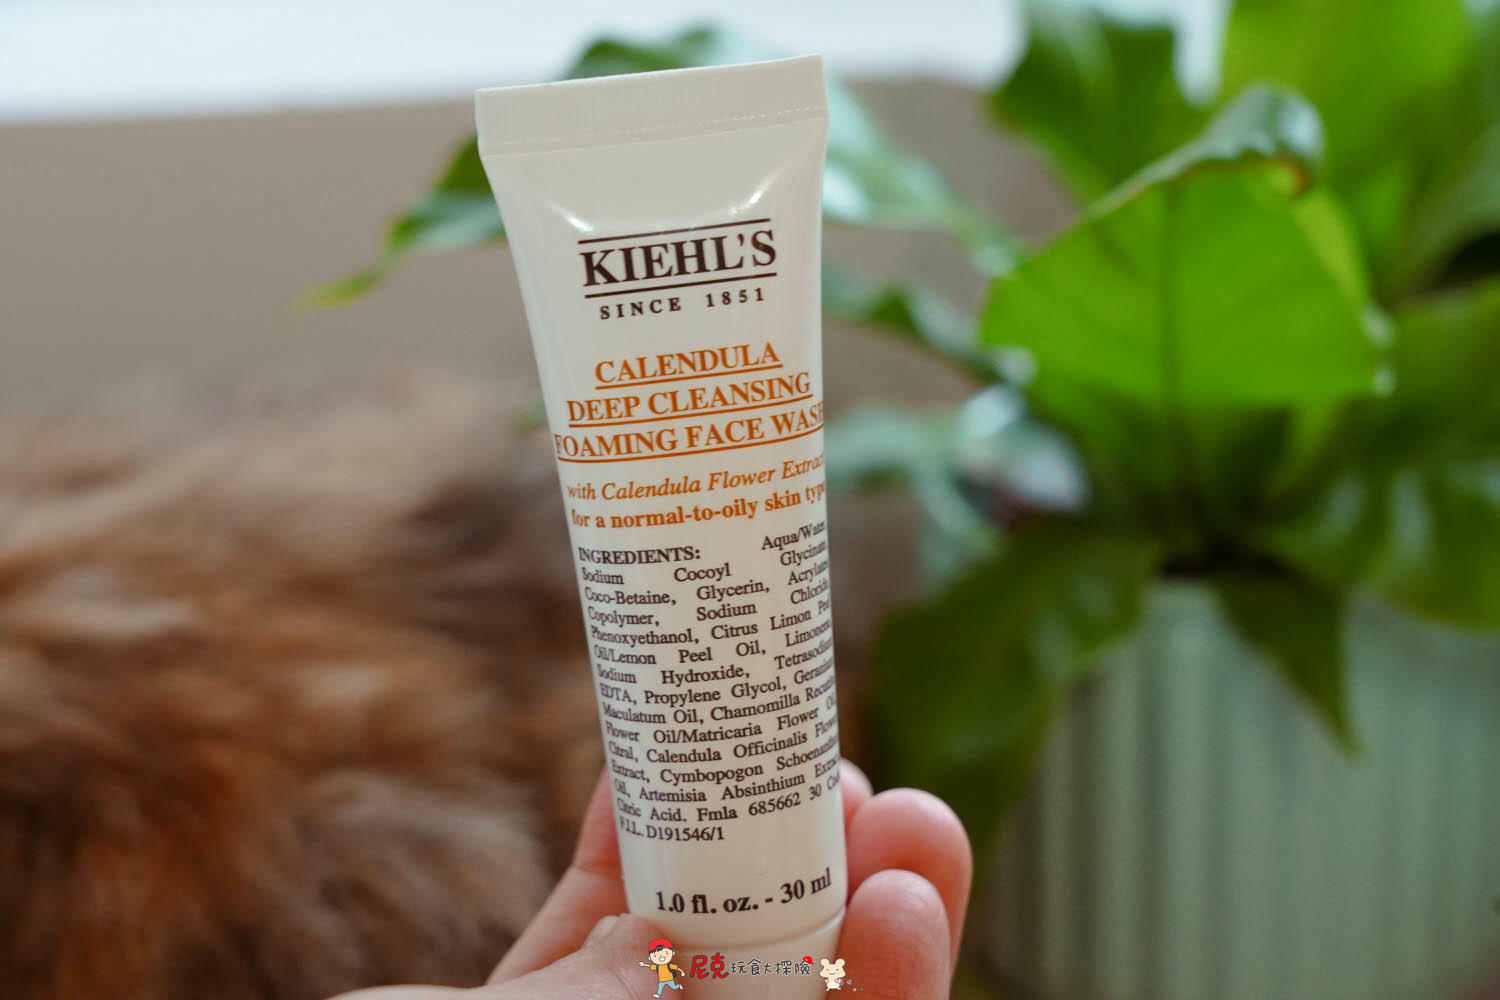 KIEHL'S
SINCE 1851
CALENDULA
DEEP CLEANSING
FOAMING FACE WASH
with Calendula Flower Extract
for a normal-to-oily skin type
INGREDIENTS: Aqua/Water,
Sodium Cocoyl Glycinate,
Coco-Betaine, Glycerin, Acrylates
Copolymer, Sodium Chloride,
Phenoxyethanol, Citrus Limon Peel
Oil/Lemon Peel Oil, Limonene,
Sodium Hydroxide, Tetrasodium
EDTA, Propylene Glycol, Geranium
Maculatum Oil, Chamomilla Recutita
Flower Oil/Matricaria Flower Oil,
Citral, Calendula Officinalis Flower
Extract, Cymbopogon Schoenanthus
Oil, Artemisia Absinthium Extract,
Citric Acid. Fmla 685662 30 Code
F.I.L. D191546/1
1.0 fl. oz. - 30 ml
尼克玩食大探險